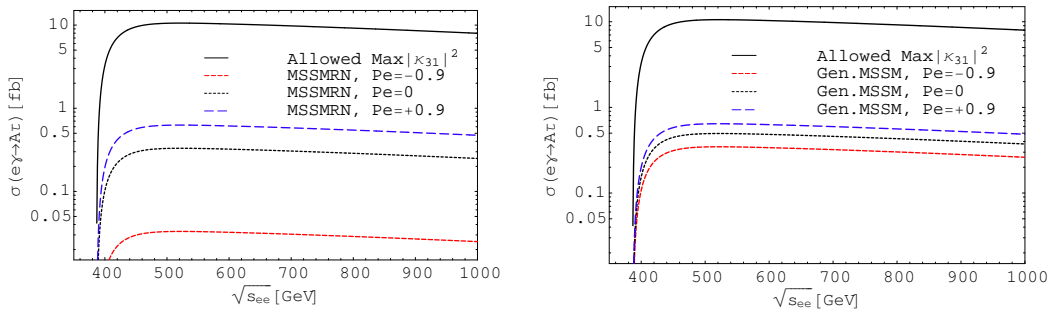 σ(eγ→Aτ)[fb]
10
5
1
0.5
0.1
0.05
Allowed Max|κ₃₁|²
MSSMRN, Pe=−0.9
MSSMRN, Pe=0
MSSMRN, Pe=+0.9
400 500 600 700 800 900 1000
√s_ee[GeV]
σ(eγ→Aτ)[fb]
10
5
1
0.5
0.1
0.05
Allowed Max|κ₃₁|²
Gen.MSSM, Pe=−0.9
Gen.MSSM, Pe=0
Gen.MSSM, Pe=+0.9
400 500 600 700 800 900 1000
√s_ee[GeV]